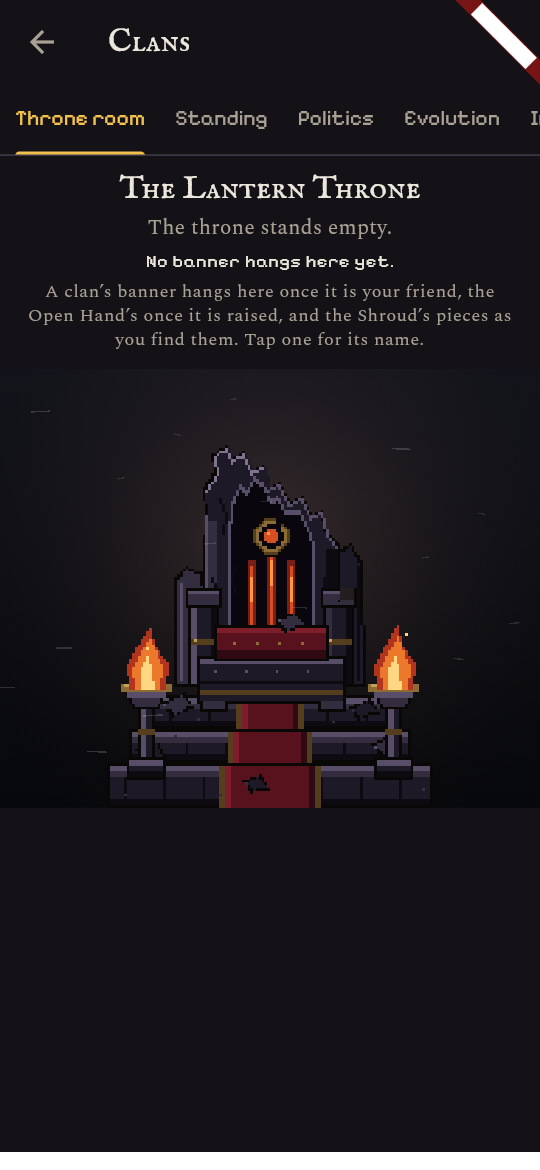 Clans
Throne room Standing Politics Evolution
The Lantern Throne
The throne stands empty.
No banner hangs here yet.
A clan’s banner hangs here once it is your friend, the
Open Hand’s once it is raised, and the Shroud’s pieces as
you find them. Tap one for its name.